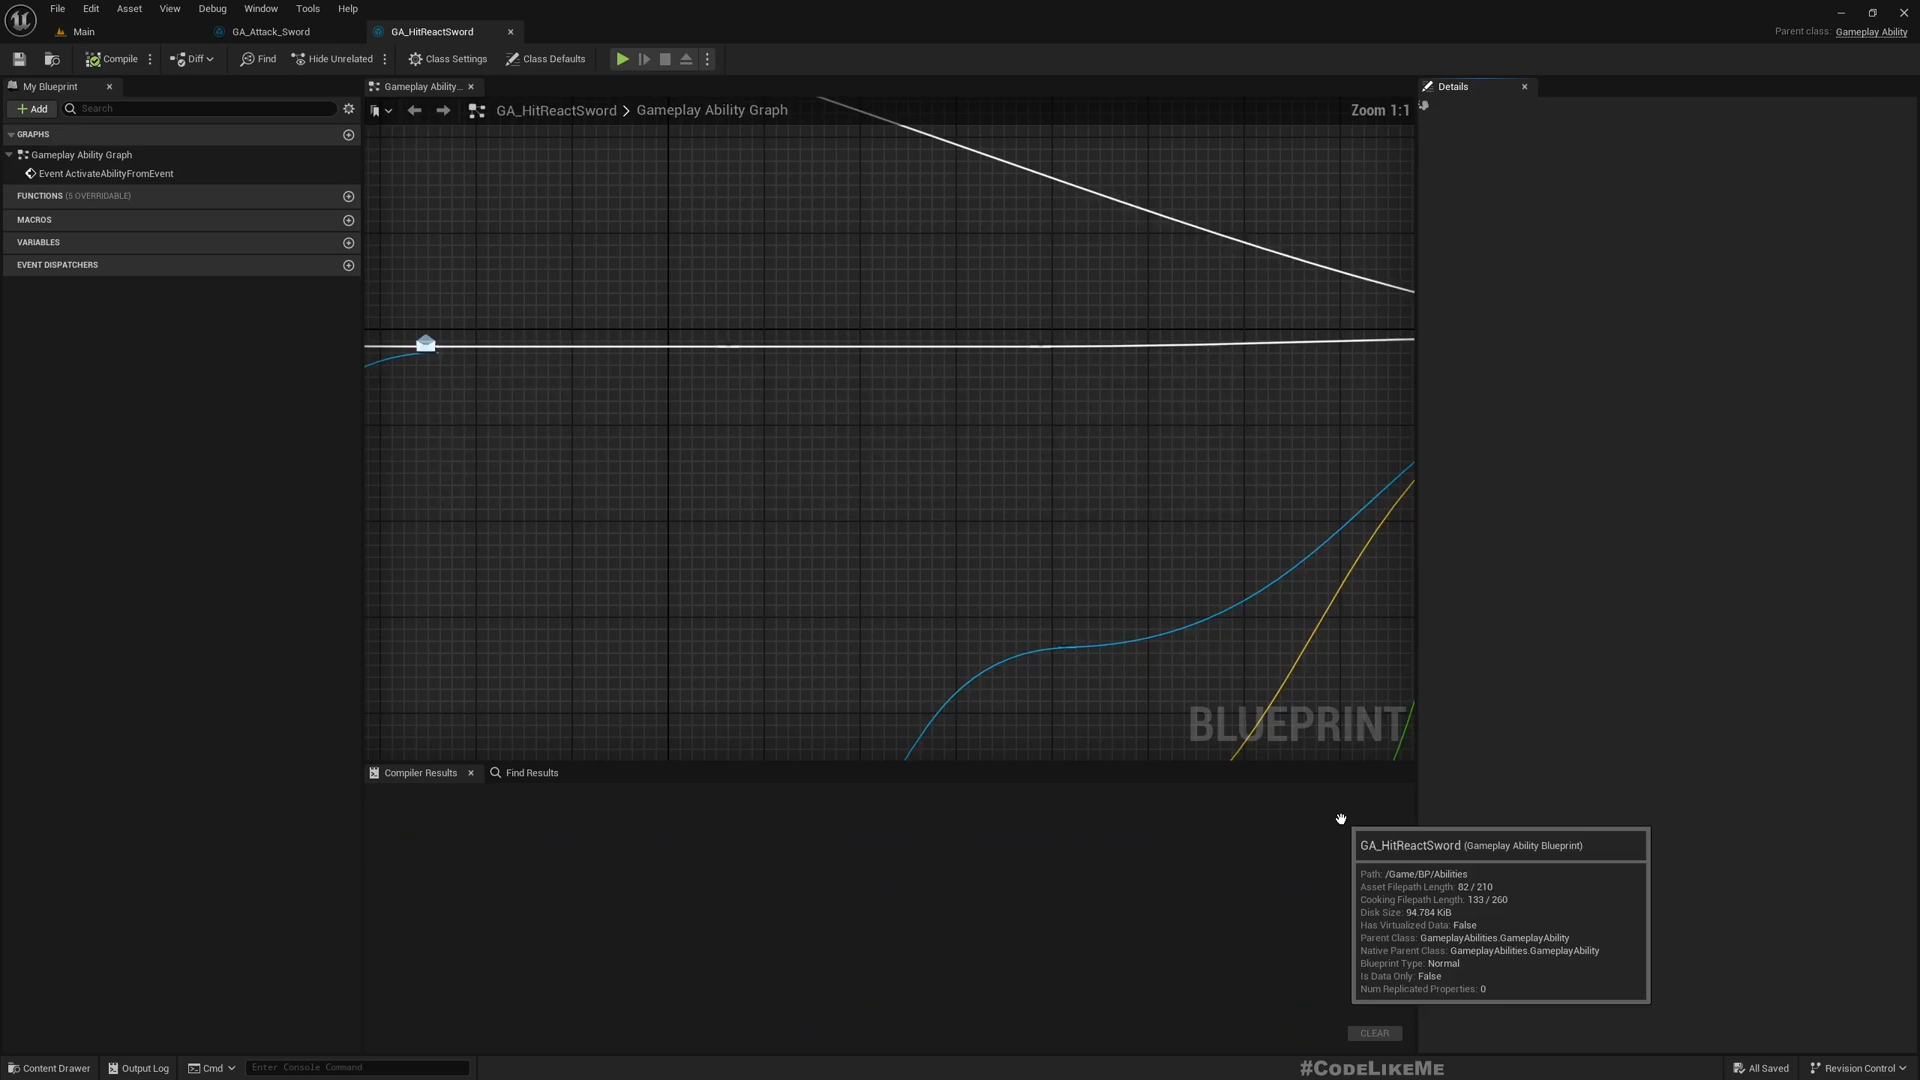 File Edit Asset View Debug Window Tools Help
Main GA_Attack_Sword GA_HitReactSword
Parent class: Gameplay Ability
Compile Diff Find Hide Unrelated Class Settings Class Defaults
My Blueprint Gameplay Ability... Details
Add Search
GA_HitReactSword > Gameplay Ability Graph Zoom 1:1
GRAPHS
Gameplay Ability Graph
Event ActivateAbilityFromEvent
FUNCTIONS (5 OVERRIDABLE)
MACROS
VARIABLES
EVENT DISPATCHERS
BLUEPRINT
Compiler Results Find Results
GA_HitReactSword (Gameplay Ability Blueprint)
Path: /Game/BP/Abilities
Asset Filepath Length: 82 / 210
Cooking Filepath Length: 133 / 260
Disk Size: 94.784 KiB
Has Virtualized Data: False
Parent Class: GameplayAbilities.GameplayAbility
Native Parent Class: GameplayAbilities.GameplayAbility
Blueprint Type: Normal
Is Data Only: False
Num Replicated Properties: 0
CLEAR
Content Drawer Output Log Cmd Enter Console Command #CODELIKEME All Saved Revision Control